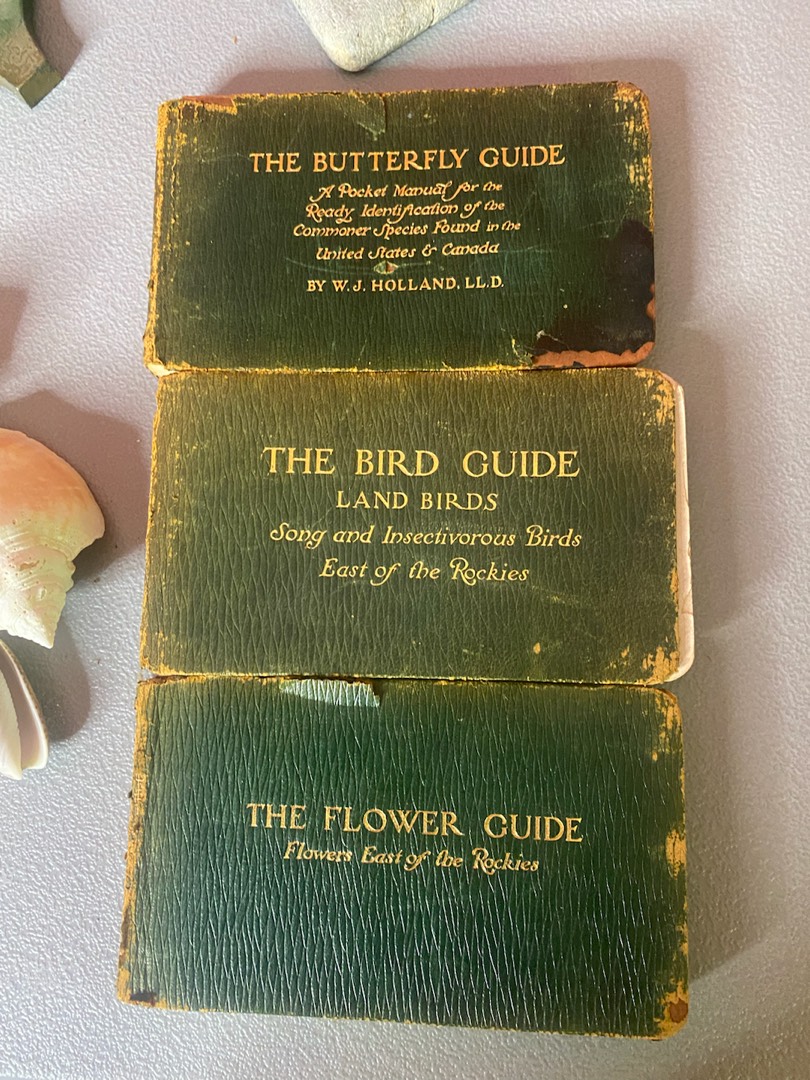 THE BUTTERFLY GUIDE
A Pocket Manual for the
Ready Identification of the
Commoner Species Found in the
United States & Canada
BY W. J. HOLLAND, LL.D.
THE BIRD GUIDE
LAND BIRDS
Song and Insectivorous Birds
East of the Rockies
THE FLOWER GUIDE
Flowers East of the Rockies